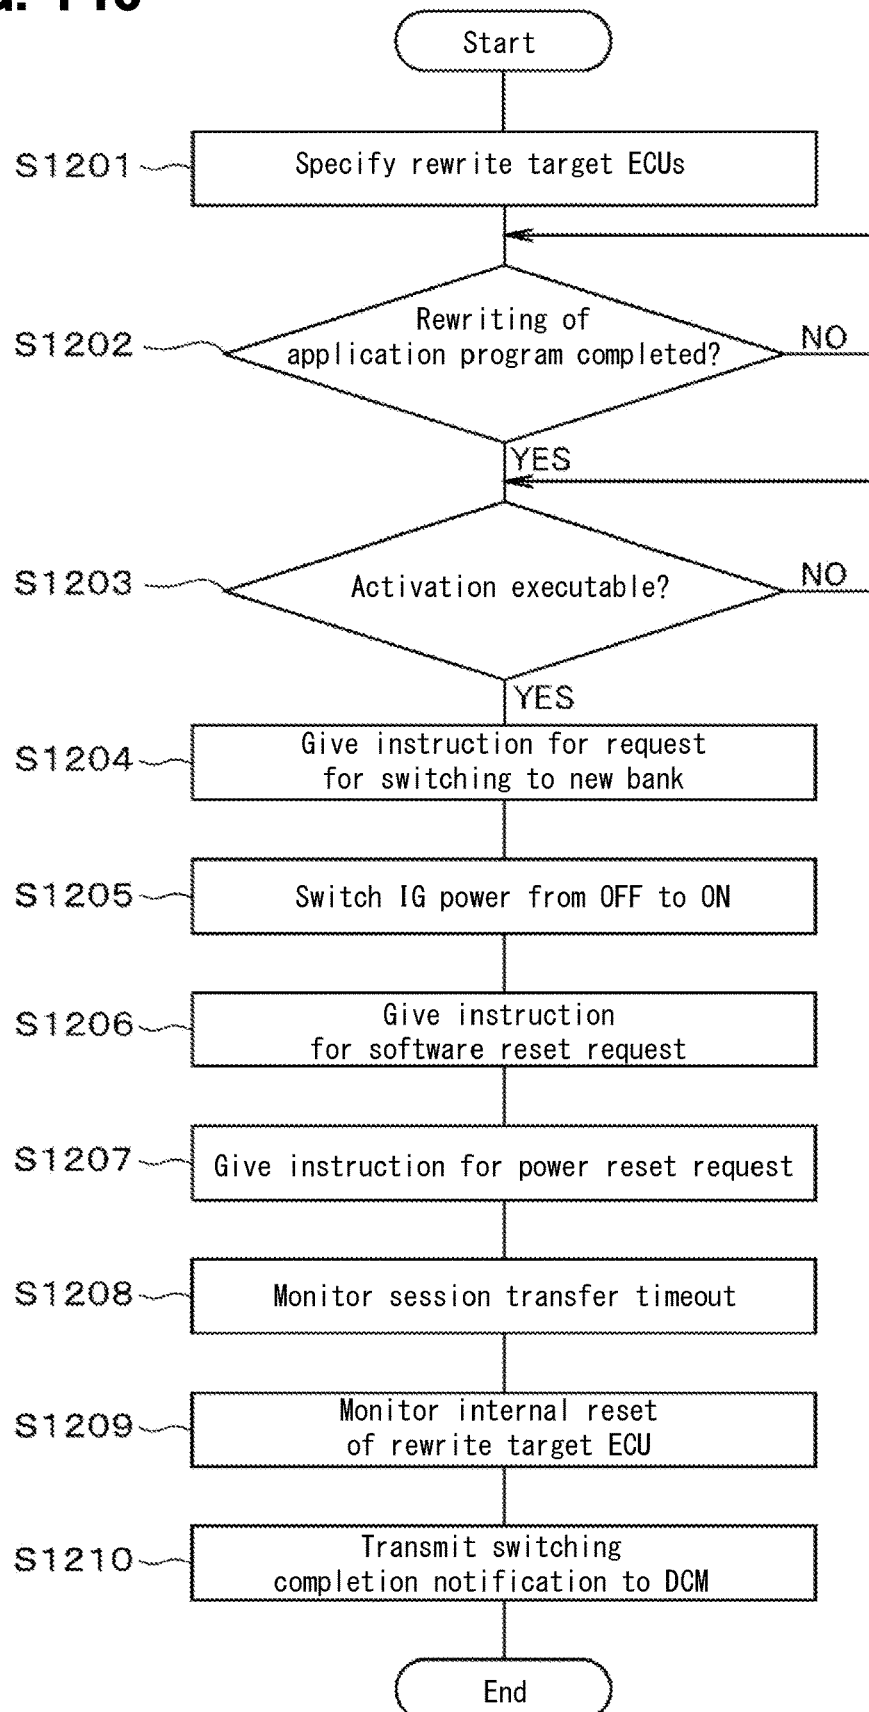 Start
S1201
Specify rewrite target ECUs
S1202
Rewriting of
application program completed?
NO
YES
S1203
Activation executable?
NO
YES
S1204
Give instruction for request
for switching to new bank
S1205
Switch IG power from OFF to ON
S1206
Give instruction
for software reset request
S1207
Give instruction for power reset request
S1208
Monitor session transfer timeout
S1209
Monitor internal reset
of rewrite target ECU
S1210
Transmit switching
completion notification to DCM
End